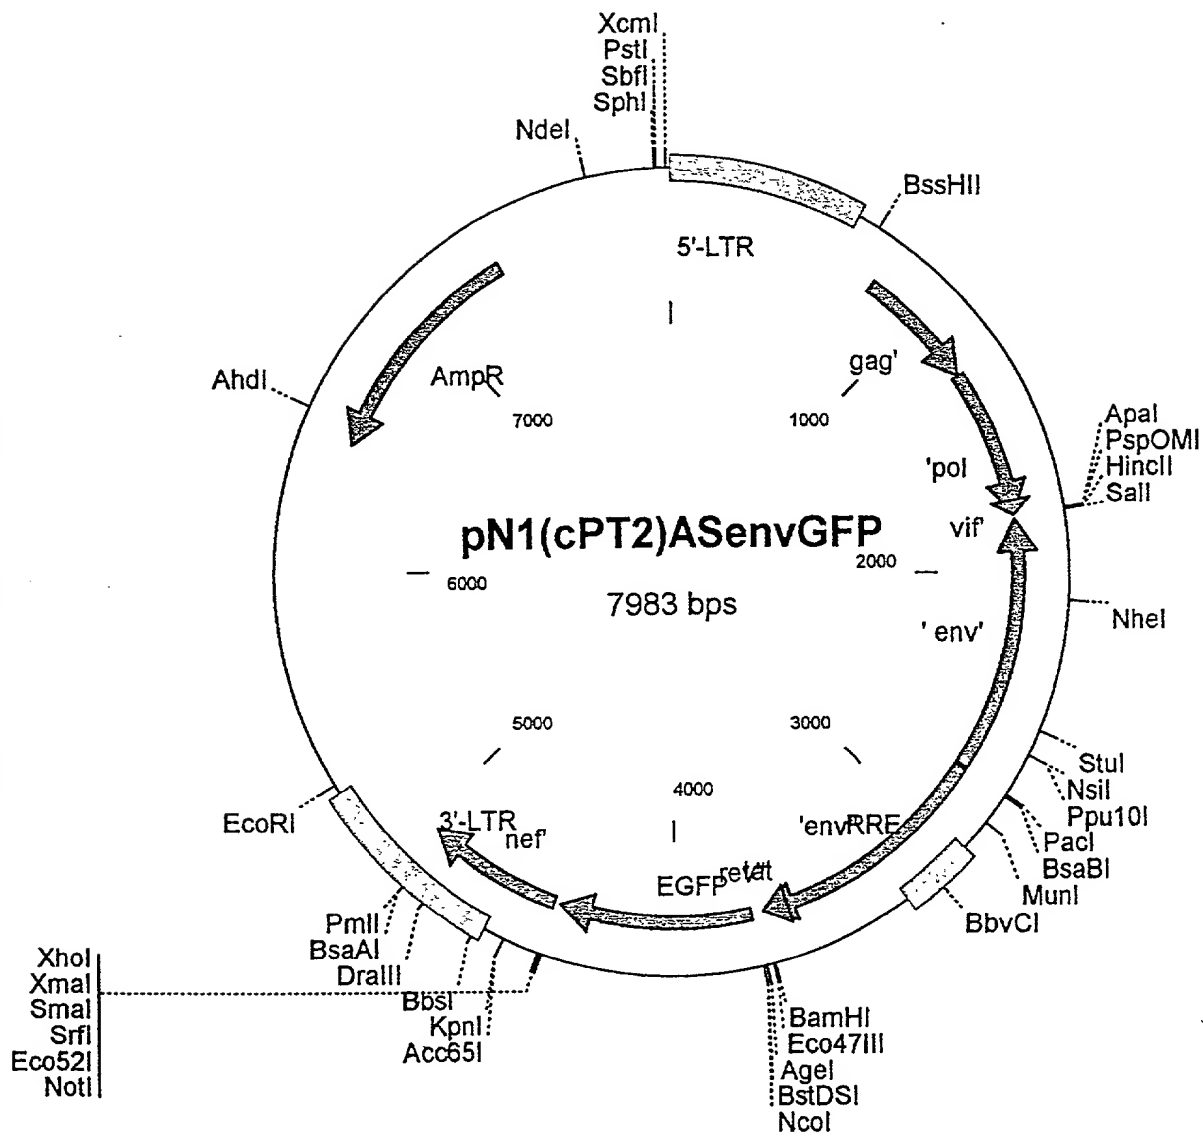 XcmI
PstI
SbfI
SphI
NdeI
BssHII
5'-LTR
AhdI
AmpR
gag'
7000
1000
ApaI
PspOMI
HincII
SalI
'pol
vif'
pN1(cPT2)ASenvGFP
6000
2000
7983 bps
NheI
' env'
5000
3000
StuI
NsiI
Ppu10I
PacI
BsaBI
MunI
BbvCI
4000
EcoRI
3'-LTR
nef'
'env'
RRE
EGFP
PmlI
BsaAI
DraIII
BbsI
KpnI
Acc65I
XhoI
XmaI
SmaI
SrfI
Eco52I
NotI
BamHI
Eco47III
AgeI
BstDSI
NcoI